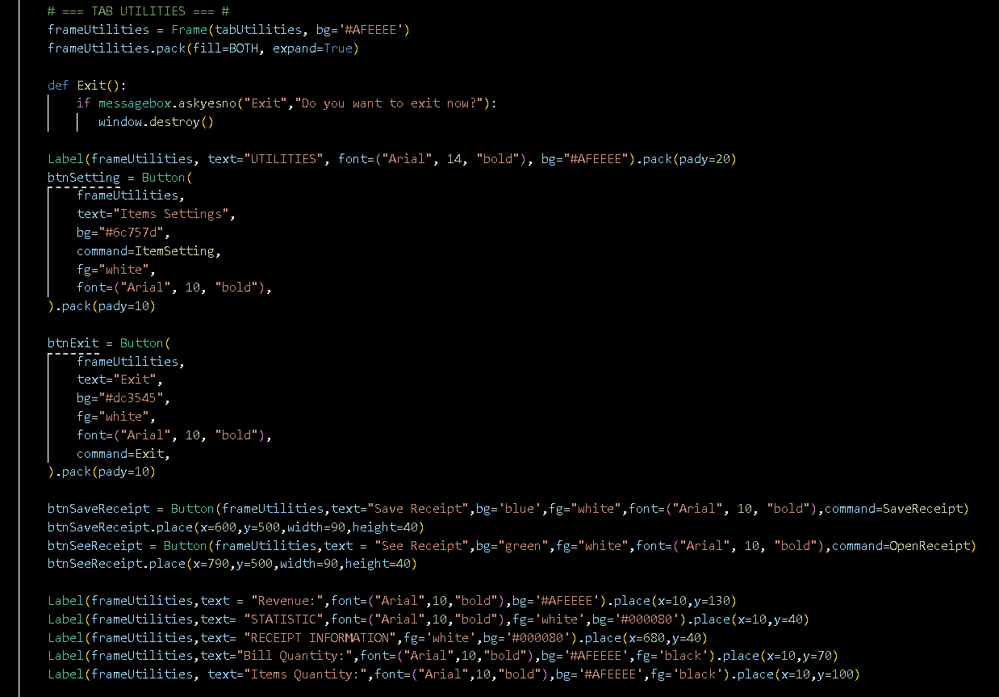 # === TAB UTILITIES === #
frameUtilities = Frame(tabUtilities, bg='#AFEEEE')
frameUtilities.pack(fill=BOTH, expand=True)

def Exit():
    if messagebox.askyesno("Exit","Do you want to exit now?"):
       window.destroy()

Label(frameUtilities, text="UTILITIES", font=("Arial", 14, "bold"), bg="#AFEEEE").pack(pady=20)
btnSetting = Button(
    frameUtilities,
    text="Items Settings",
    bg="#6c757d",
    command=ItemSetting,
    fg="white",
    font=("Arial", 10, "bold"),
).pack(pady=10)

btnExit = Button(
    frameUtilities,
    text="Exit",
    bg="#dc3545",
    fg="white",
    font=("Arial", 10, "bold"),
    command=Exit,
).pack(pady=10)

btnSaveReceipt = Button(frameUtilities,text="Save Receipt",bg='blue',fg="white",font=("Arial", 10, "bold"),command=SaveReceipt)
btnSaveReceipt.place(x=600,y=500,width=90,height=40)
btnSeeReceipt = Button(frameUtilities,text = "See Receipt",bg="green",fg="white",font=("Arial", 10, "bold"),command=OpenReceipt)
btnSeeReceipt.place(x=790,y=500,width=90,height=40)

Label(frameUtilities,text = "Revenue:",font=("Arial",10,"bold"),bg='#AFEEEE').place(x=10,y=130)
Label(frameUtilities,text= "STATISTIC",font=("Arial",10,"bold"),fg='white',bg='#000080').place(x=10,y=40)
Label(frameUtilities,text= "RECEIPT INFORMATION",fg='white',bg='#000080').place(x=680,y=40)
Label(frameUtilities,text="Bill Quantity:",font=("Arial",10,"bold"),bg='#AFEEEE',fg='black').place(x=10,y=70)
Label(frameUtilities, text="Items Quantity:",font=("Arial",10,"bold"),bg='#AFEEEE',fg='black').place(x=10,y=100)